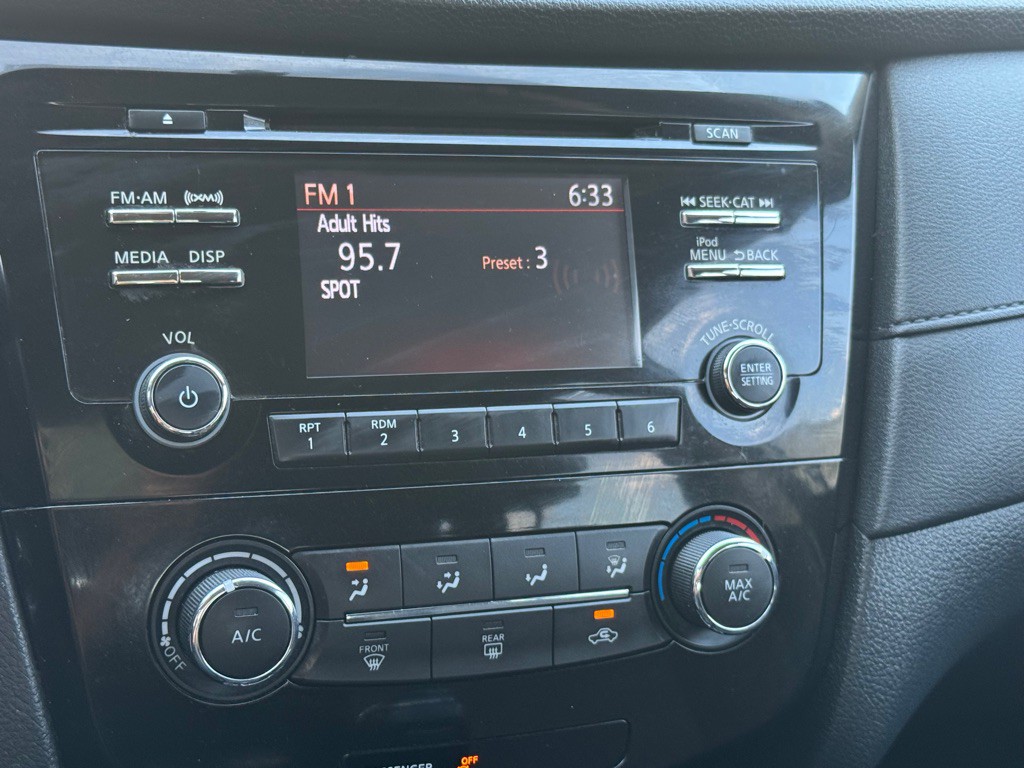 SCAN
FM·AM (((XM)))
SEEK·CAT
MEDIA DISP
iPod
MENU BACK
FM 1 6:33
Adult Hits
95.7 Preset : 3
SPOT
VOL
TUNE·SCROLL
ENTER
SETTING
RPT
1
RDM
2
3
4
5
6
A/C
OFF
MAX
A/C
FRONT
REAR
OFF